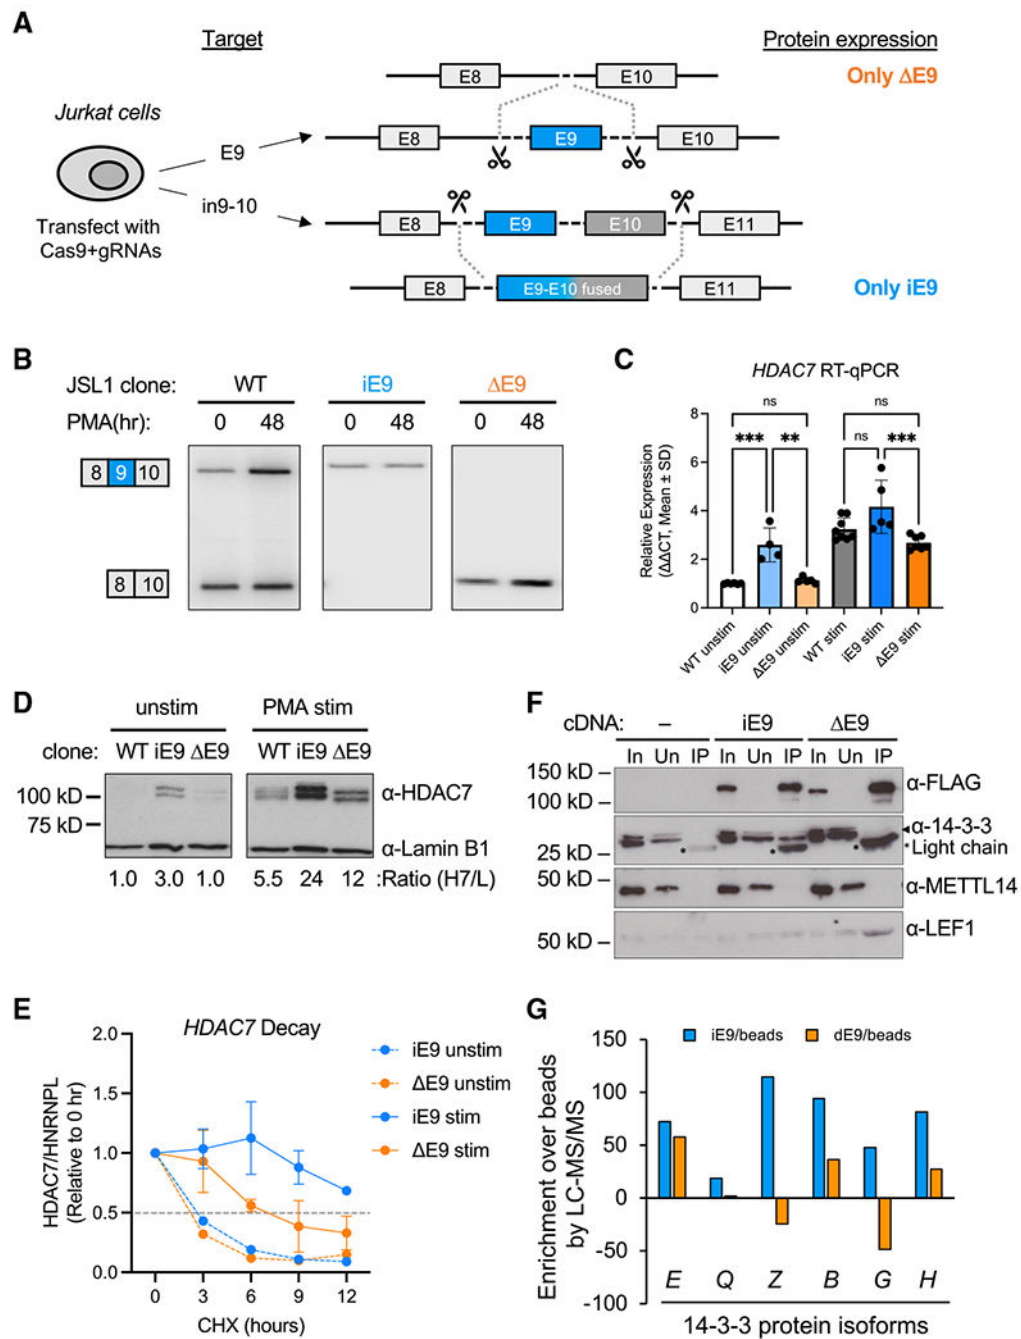 A
Target
Protein expression
E8 E10
Only ΔE9
Jurkat cells
E9
E8 E9 E10
in9-10
Transfect with
Cas9+gRNAs
E8 E9 E10 E11
E8 E9-E10 fused E11
Only iE9
B
JSL1 clone: WT iE9 ΔE9
PMA(hr): 0 48 0 48 0 48
8 9 10
8 10
C
HDAC7 RT-qPCR
ns ns
*** ** ns ***
Relative Expression
(ΔΔCT, Mean ± SD)
8
6
4
2
0
WT unstim
iE9 unstim
ΔE9 unstim
WT stim
iE9 stim
ΔE9 stim
D
unstim PMA stim
clone: WT iE9 ΔE9 WT iE9 ΔE9
100 kD
75 kD
α-HDAC7
α-Lamin B1
1.0 3.0 1.0 5.5 24 12 :Ratio (H7/L)
F
cDNA: – iE9 ΔE9
In Un IP In Un IP In Un IP
150 kD
100 kD
α-FLAG
α-14-3-3
* Light chain
25 kD
* * *
50 kD
α-METTL14
α-LEF1
50 kD
E
HDAC7 Decay
HDAC7/HNRNPL
(Relative to 0 hr)
2.0
1.5
1.0
0.5
0.0
0 3 6 9 12
CHX (hours)
iE9 unstim
ΔE9 unstim
iE9 stim
ΔE9 stim
G
iE9/beads dE9/beads
Enrichment over beads
by LC-MS/MS
150
100
50
0
-50
-100
E Q Z B G H
14-3-3 protein isoforms